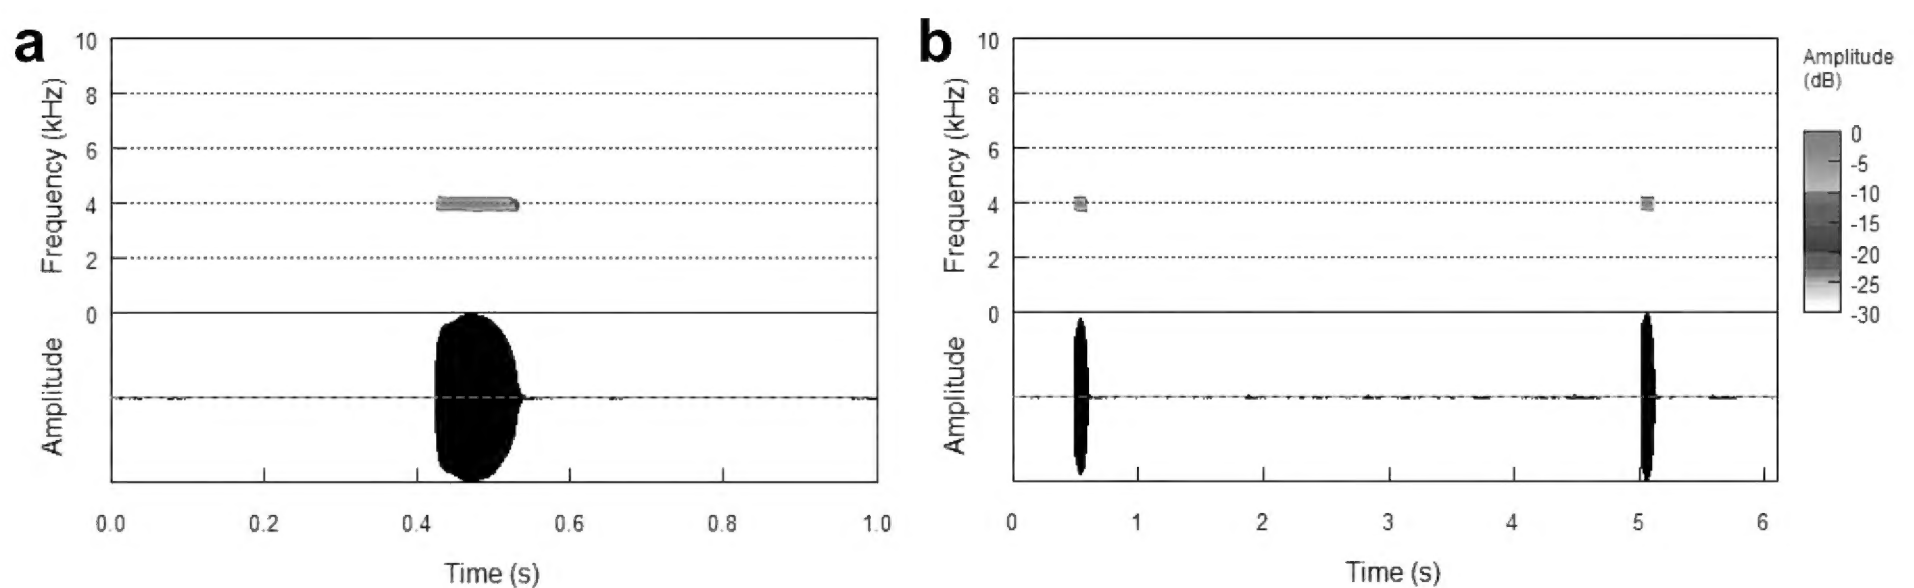 a
10
8
6
4
2
0
Frequency (kHz)
Amplitude
0.0 0.2 0.4 0.6 0.8 1.0
Time (s)
b
10
8
6
4
2
0
Frequency (kHz)
Amplitude
0 1 2 3 4 5 6
Time (s)
Amplitude
(dB)
0
-5
-10
-15
-20
-25
-30